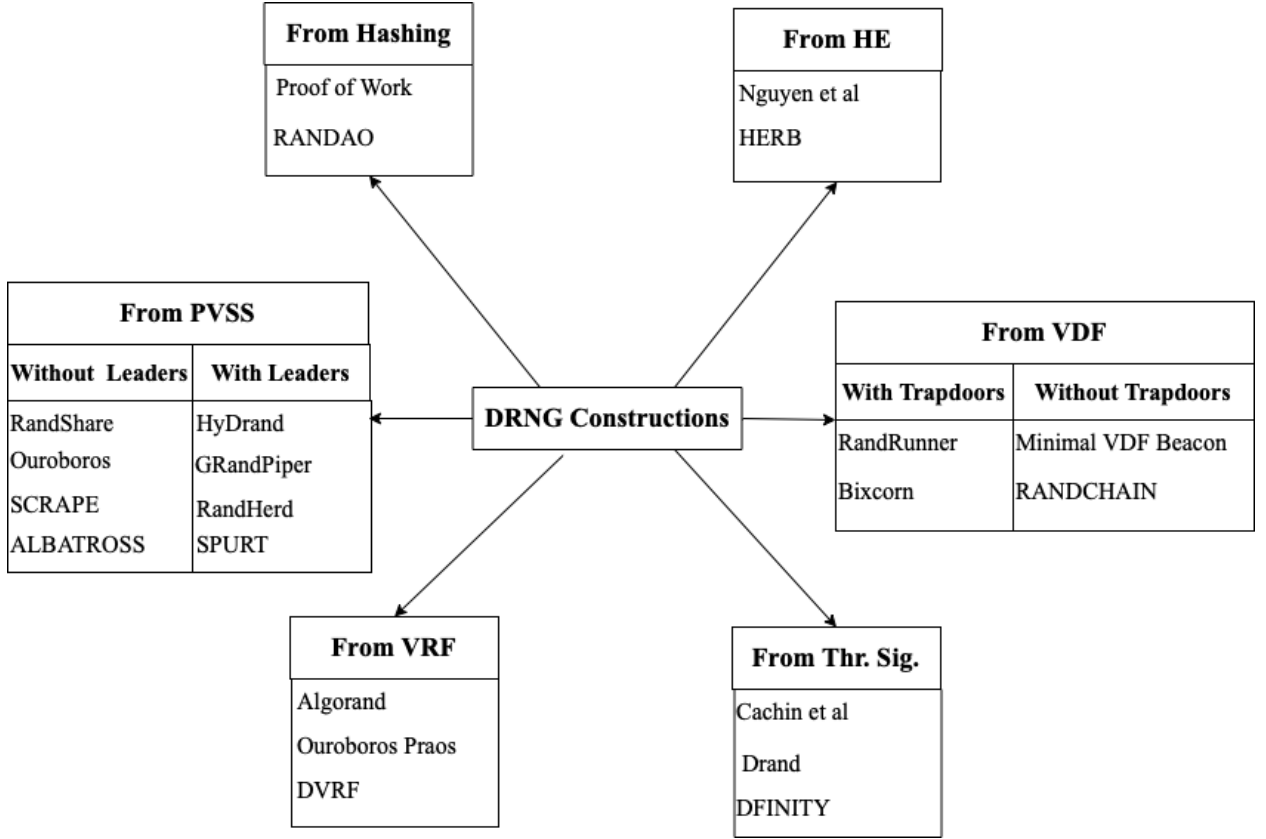 From Hashing
Proof of Work
RANDAO
From HE
Nguyen et al
HERB
From PVSS
Without Leaders
With Leaders
RandShare
Ouroboros
SCRAPE
ALBATROSS
HyDrand
GRandPiper
RandHerd
SPURT
DRNG Constructions
From VDF
With Trapdoors
Without Trapdoors
RandRunner
Bixcorn
Minimal VDF Beacon
RANDCHAIN
From VRF
Algorand
Ouroboros Praos
DVRF
From Thr. Sig.
Cachin et al
Drand
DFINITY